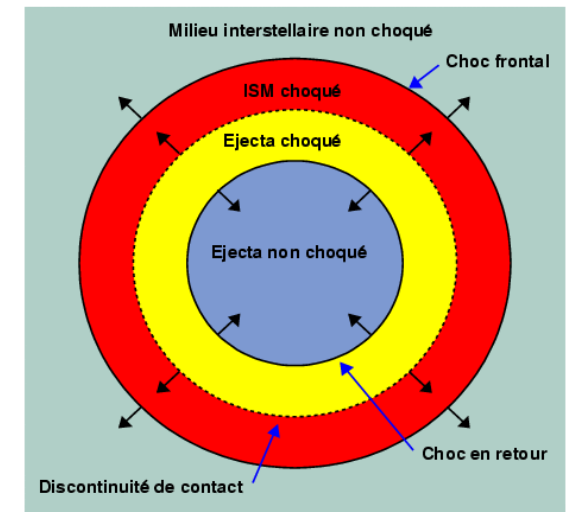 Milieu interstellaire non choqué
Choc frontal
ISM choqué
Ejecta choqué
Ejecta non choqué
Choc en retour
Discontinuité de contact